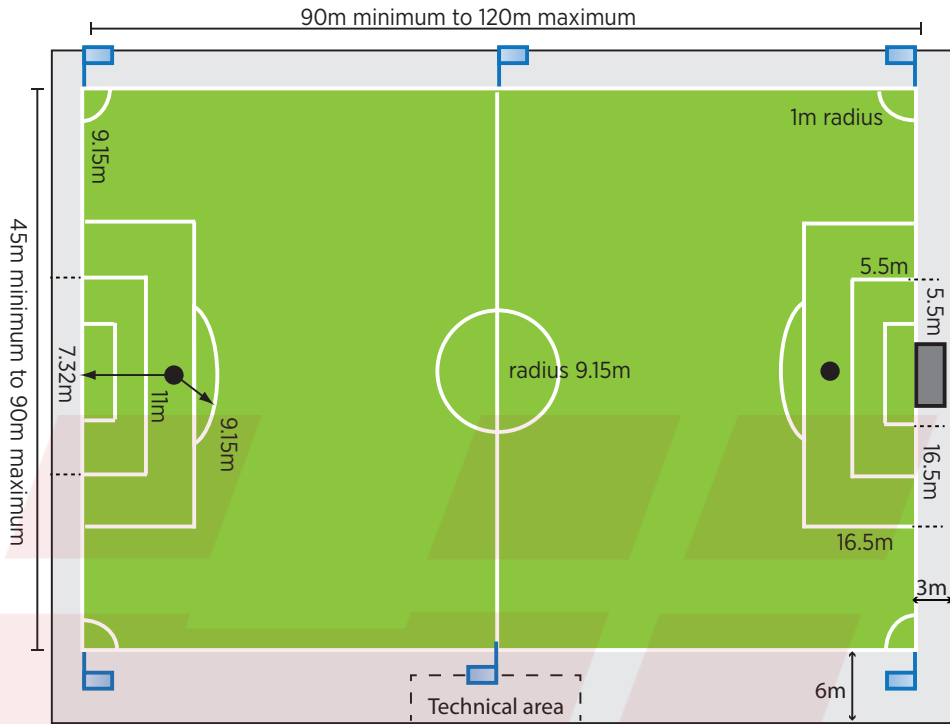 90m minimum to 120m maximum
1m radius
9.15m
45m minimum to 90m maximum
5.5m
5.5m
7.32m
11m
9.15m
radius 9.15m
16.5m
16.5m
3m
6m
Technical area